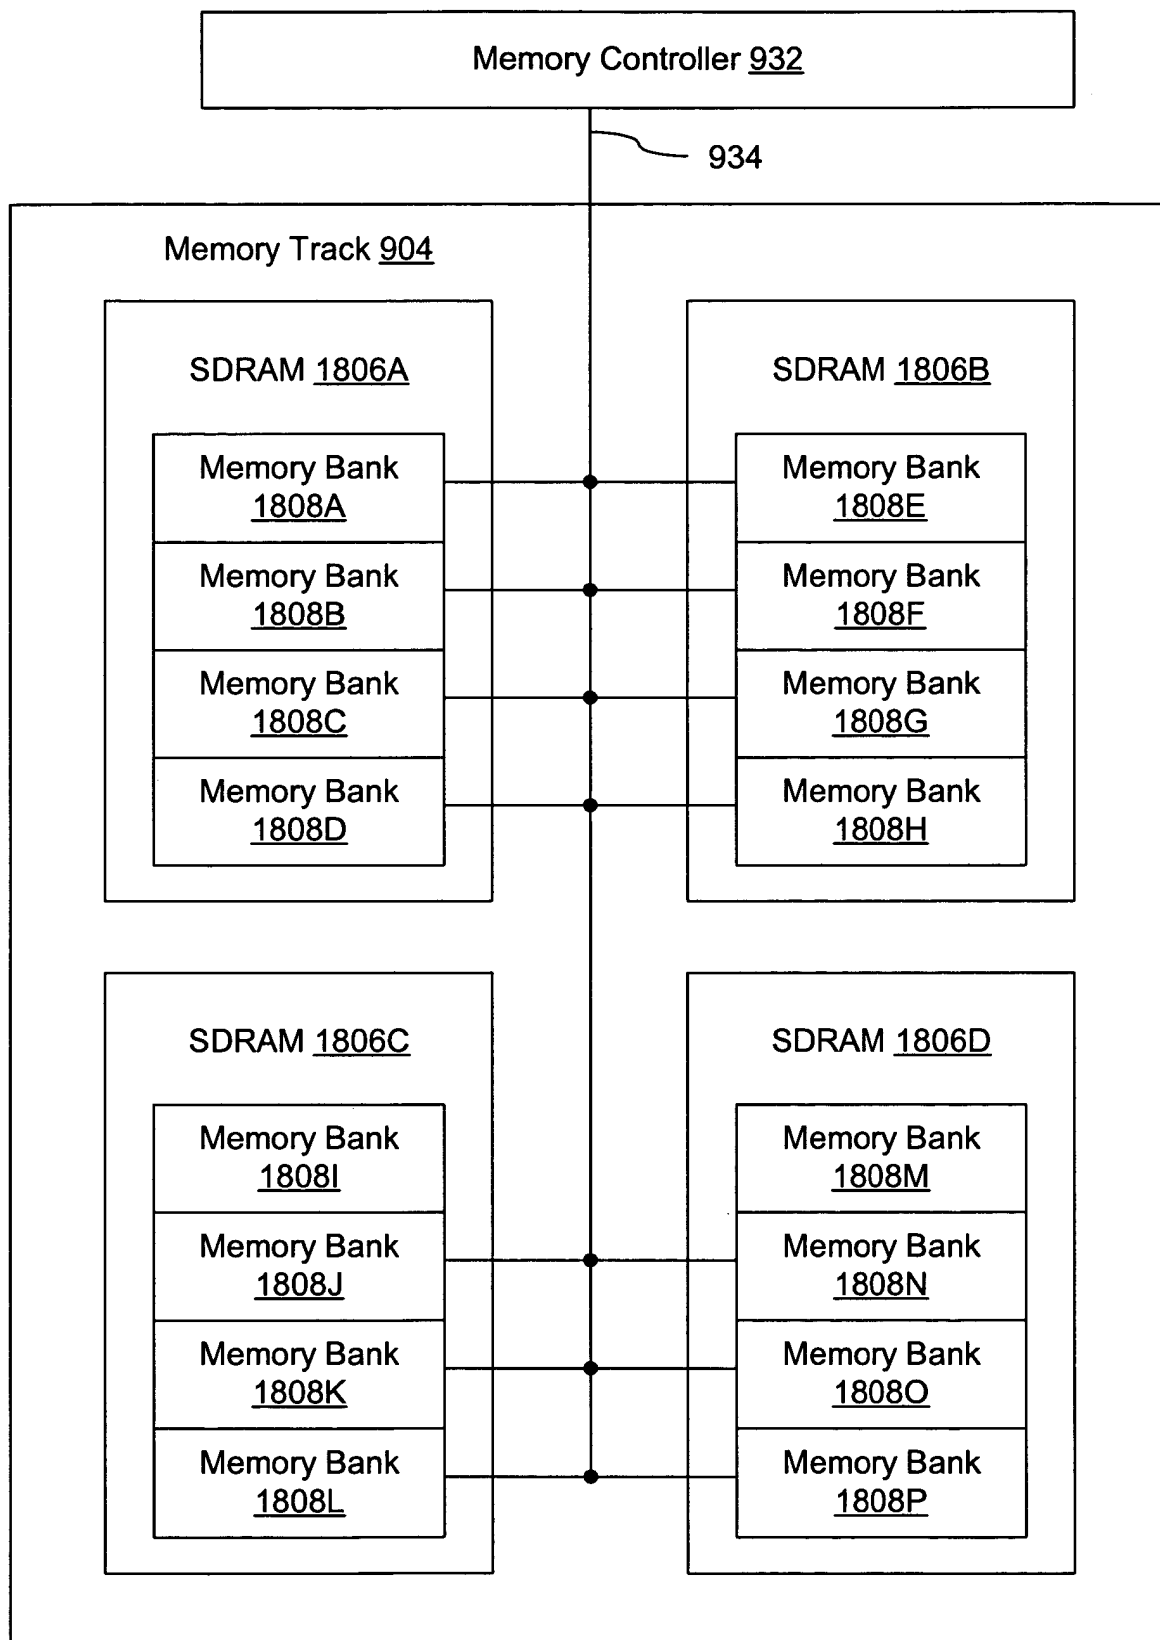 Memory Controller 932
934
Memory Track 904
SDRAM 1806A
Memory Bank
1808A
Memory Bank
1808B
Memory Bank
1808C
Memory Bank
1808D
SDRAM 1806B
Memory Bank
1808E
Memory Bank
1808F
Memory Bank
1808G
Memory Bank
1808H
SDRAM 1806C
Memory Bank
1808I
Memory Bank
1808J
Memory Bank
1808K
Memory Bank
1808L
SDRAM 1806D
Memory Bank
1808M
Memory Bank
1808N
Memory Bank
1808O
Memory Bank
1808P